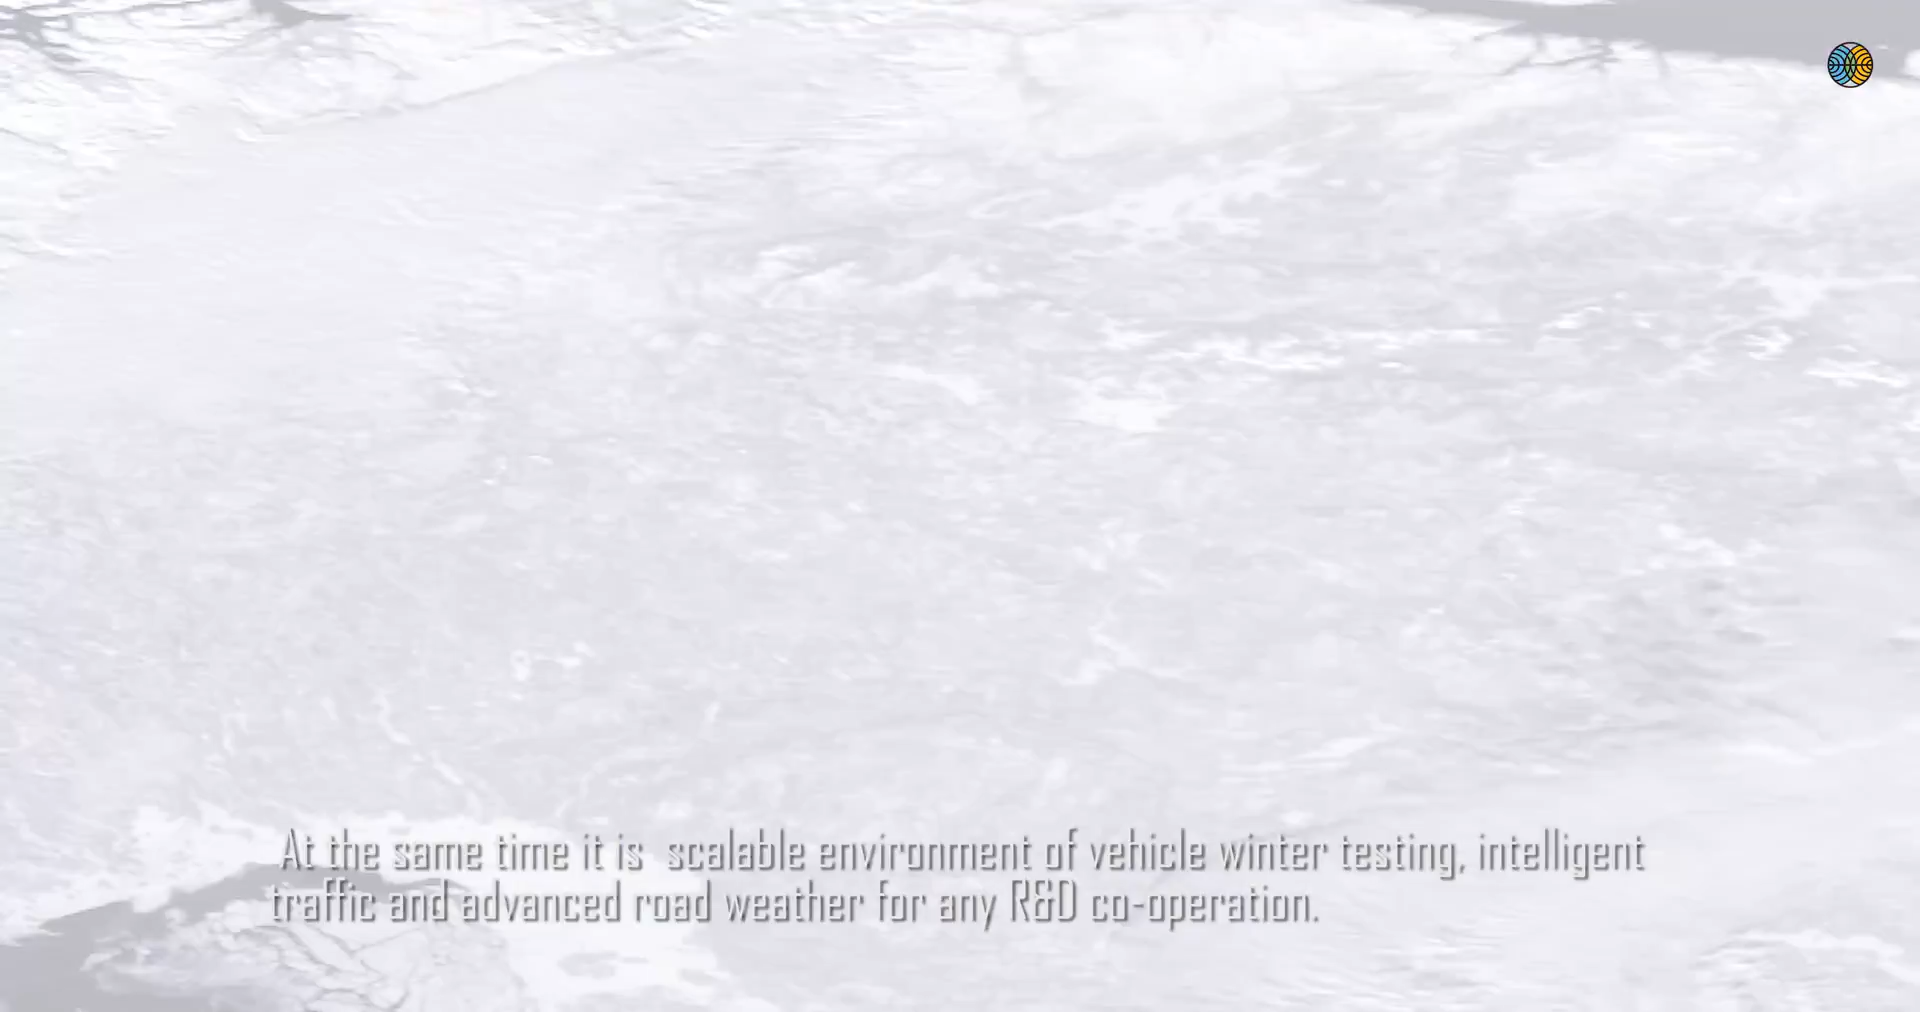 At the same time it is scalable environment of vehicle winter testing, intelligent
traffic and advanced road weather for any R&D co-operation.